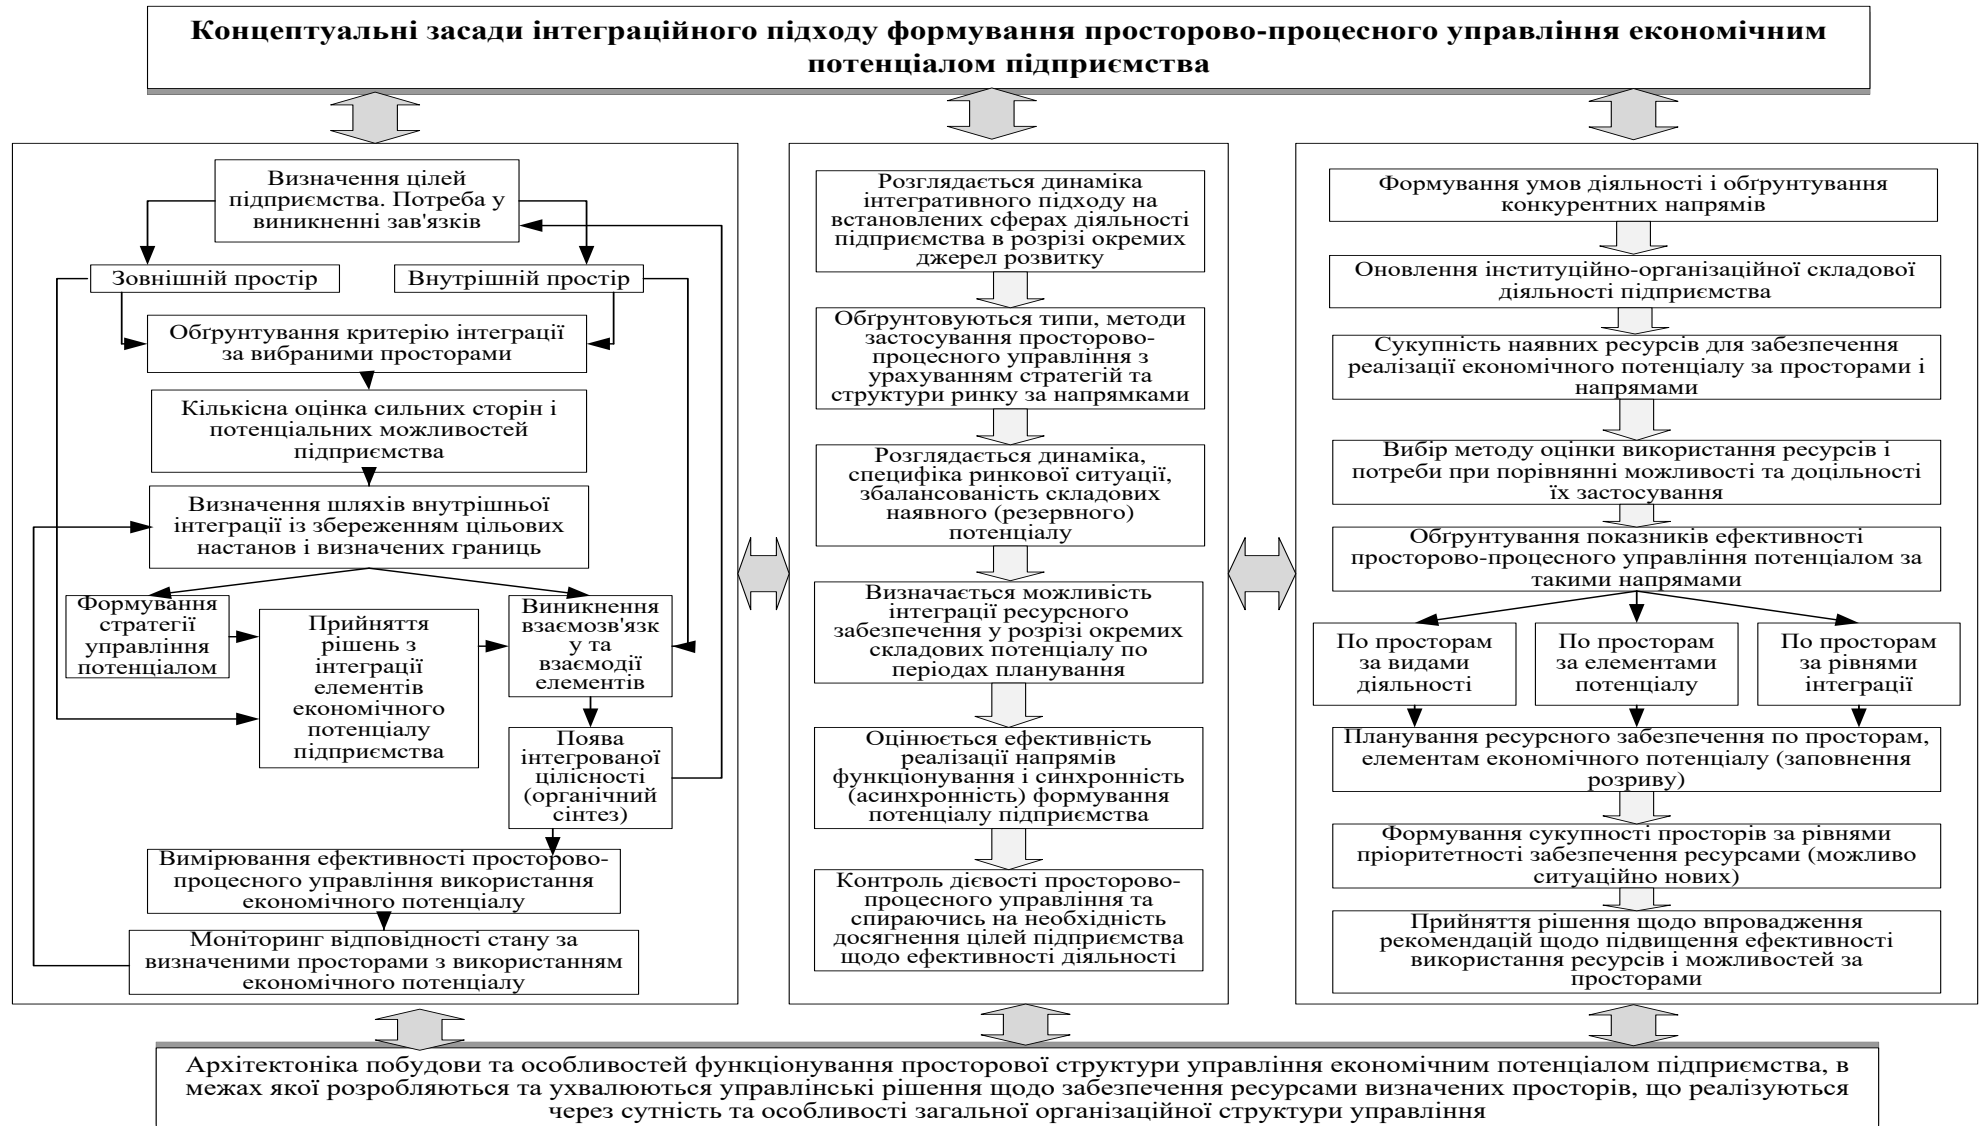 Концептуальні засади інтеграційного підходу формування просторово-процесного управління економічним
потенціалом підприємства
Визначення цілей
підприємства. Потреба у
виникненні зав'язків
Зовнішній простір
Внутрішній простір
Обґрунтування критерію інтеграції
за вибраними просторами
Кількісна оцінка сильних сторін і
потенціальних можливостей
підприємства
Визначення шляхів внутрішньої
інтеграції із збереженням цільових
настанов і визначених границь
Формування
стратегії
управління
потенціалом
Прийняття
рішень з
інтеграції
елементів
економічного
потенціалу
підприємства
Виникнення
взаємозв'язк
у та
взаємодії
елементів
Поява
інтегрованої
цілісності
(органічний
сінтез)
Вимірювання ефективності просторово-
процесного управління використання
економічного потенціалу
Моніторинг відповідності стану за
визначеними просторами з використанням
економічного потенціалу
Розглядається динаміка
інтегративного підходу на
встановлених сферах діяльності
підприємства в розрізі окремих
джерел розвитку
Обґрунтовуються типи, методи
застосування просторово-
процесного управління з
урахуванням стратегій та
структури ринку за напрямками
Розглядається динаміка,
специфіка ринкової ситуації,
збалансованість складових
наявного (резервного)
потенціалу
Визначається можливість
інтеграції ресурсного
забезпечення у розрізі окремих
складових потенціалу по
періодах планування
Оцінюється ефективність
реалізації напрямів
функціонування і синхронність
(асинхронність) формування
потенціалу підприємства
Контроль дієвості просторово-
процесного управління та
спираючись на необхідність
досягнення цілей підприємства
щодо ефективності діяльності
Формування умов діяльності і обґрунтування
конкурентних напрямів
Оновлення інституційно-організаційної складової
діяльності підприємства
Сукупність наявних ресурсів для забезпечення
реалізації економічного потенціалу за просторами і
напрямами
Вибір методу оцінки використання ресурсів і
потреби при порівнянні можливості та доцільності
їх застосування
Обґрунтування показників ефективності
просторово-процесного управління потенціалом за
такими напрямами
По просторам
за видами
діяльності
По просторам
за елементами
потенціалу
По просторам
за рівнями
інтеграції
Планування ресурсного забезпечення по просторам,
елементам економічного потенціалу (заповнення
розриву)
Формування сукупності просторів за рівнями
пріоритетності забезпечення ресурсами (можливо
ситуаційно нових)
Прийняття рішення щодо впровадження
рекомендацій щодо підвищення ефективності
використання ресурсів і можливостей за
просторами
Архітектоніка побудови та особливостей функціонування просторової структури управління економічним потенціалом підприємства, в
межах якої розробляються та ухвалюються управлінські рішення щодо забезпечення ресурсами визначених просторів, що реалізуються
через сутність та особливості загальної організаційної структури управління